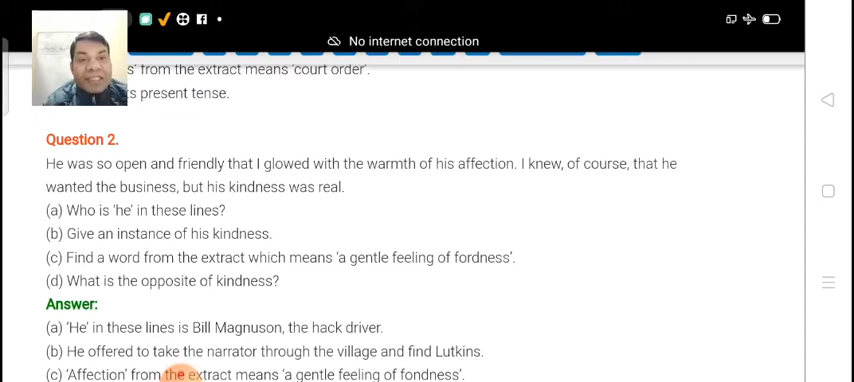 No internet connection
s' from the extract means 'court order'.
s present tense.
Question 2.
He was so open and friendly that I glowed with the warmth of his affection. I knew, of course, that he
wanted the business, but his kindness was real.
(a) Who is 'he' in these lines?
(b) Give an instance of his kindness.
(c) Find a word from the extract which means 'a gentle feeling of fordness'.
(d) What is the opposite of kindness?
Answer:
(a) 'He' in these lines is Bill Magnuson, the hack driver.
(b) He offered to take the narrator through the village and find Lutkins.
(c) 'Affection' from the extract means 'a gentle feeling of fondness'.